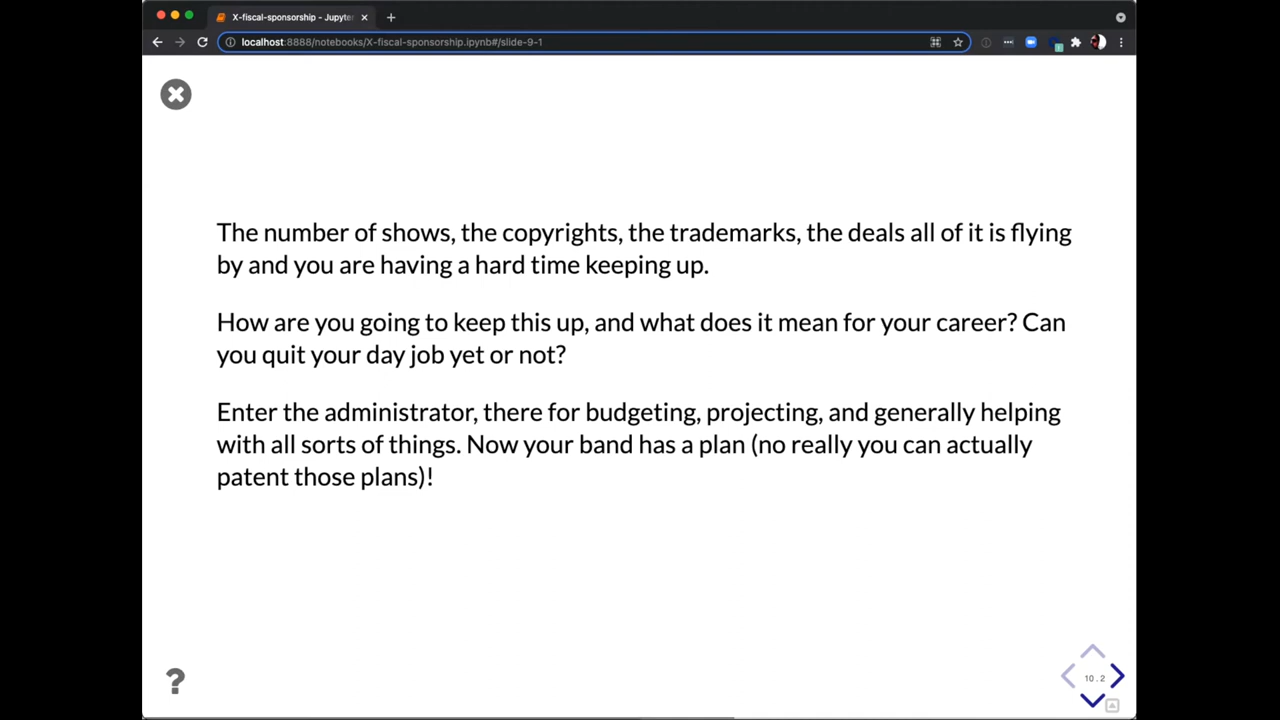 X-fiscal-sponsorship - Jupyte
localhost:8888/notebooks/X-fiscal-sponsorship.ipynb#/slide-9-1
The number of shows, the copyrights, the trademarks, the deals all of it is flying
by and you are having a hard time keeping up.
How are you going to keep this up, and what does it mean for your career? Can
you quit your day job yet or not?
Enter the administrator, there for budgeting, projecting, and generally helping
with all sorts of things. Now your band has a plan (no really you can actually
patent those plans)!
?
10.2